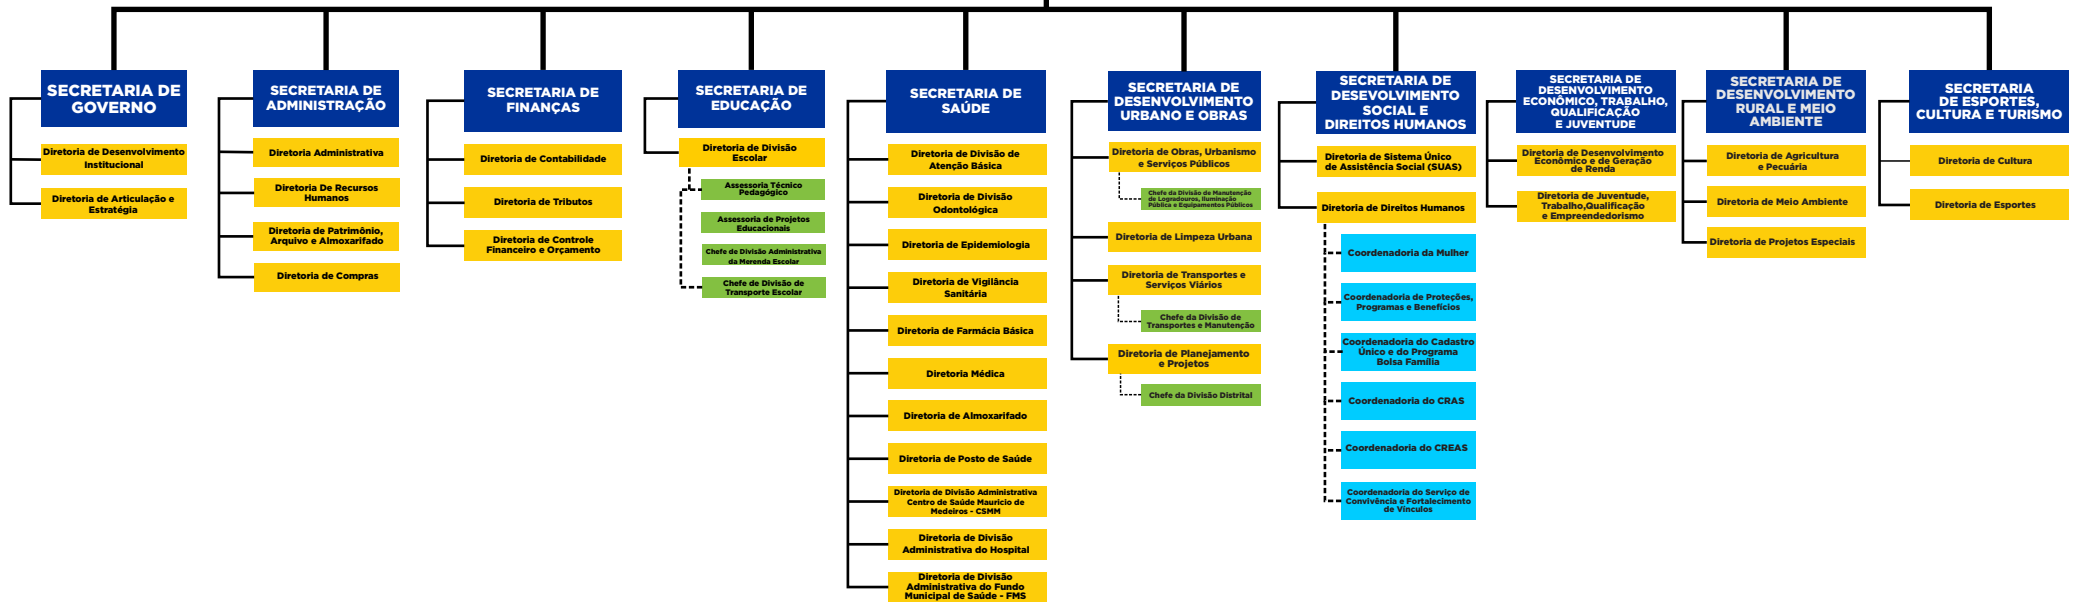 SECRETARIA DE
GOVERNO
Diretoria de Desenvolvimento
Institucional
Diretoria de Articulação e
Estratégia
SECRETARIA DE
ADMINISTRAÇÃO
Diretoria Administrativa
Diretoria De Recursos
Humanos
Diretoria de Patrimônio,
Arquivo e Almoxarifado
Diretoria de Compras
SECRETARIA DE
FINANÇAS
Diretoria de Contabilidade
Diretoria de Tributos
Diretoria de Controle
Financeiro e Orçamento
SECRETARIA DE
EDUCAÇÃO
Diretoria de Divisão
Escolar
Assessoria Técnico
Pedagógico
Assessoria de Projetos
Educacionais
Chefe de Divisão Administrativa
da Merenda Escolar
Chefe de Divisão de
Transporte Escolar
SECRETARIA DE
SAÚDE
Diretoria de Divisão de
Atenção Básica
Diretoria de Divisão
Odontológica
Diretoria de Epidemiologia
Diretoria de Vigilância
Sanitária
Diretoria de Farmácia Básica
Diretoria Médica
Diretoria de Almoxarifado
Diretoria de Posto de Saúde
Diretoria de Divisão Administrativa
Centro de Saúde Mauricio de
Medeiros - CSMM
Diretoria de Divisão
Administrativa do Hospital
Diretoria de Divisão
Administrativa do Fundo
Municipal de Saúde - FMS
SECRETARIA DE
DESENVOLVIMENTO
URBANO E OBRAS
Diretoria de Obras, Urbanismo
e Serviços Públicos
Chefe da Divisão de Manutenção
de Logradouros, Iluminação
Pública e Equipamentos Públicos
Diretoria de Limpeza Urbana
Diretoria de Transportes e
Serviços Viários
Chefe da Divisão de
Transportes e Manutenção
Diretoria de Planejamento
e Projetos
Chefe da Divisão Distrital
SECRETARIA DE
DESEVOLVIMENTO
SOCIAL E
DIREITOS HUMANOS
Diretoria de Sistema Único
de Assistência Social (SUAS)
Diretoria de Direitos Humanos
Coordenadoria da Mulher
Coordenadoria de Proteções,
Programas e Benefícios
Coordenadoria do Cadastro
Único e do Programa
Bolsa Família
Coordenadoria do CRAS
Coordenadoria do CREAS
Coordenadoria do Serviço de
Convivência e Fortalecimento
de Vínculos
SECRETARIA DE
DESENVOLVIMENTO
ECONÔMICO, TRABALHO,
QUALIFICAÇÃO
E JUVENTUDE
Diretoria de Desenvolvimento
Econômico e de Geração
de Renda
Diretoria de Juventude,
Trabalho,Qualificação
e Empreendedorismo
SECRETARIA DE
DESENVOLVIMENTO
RURAL E MEIO
AMBIENTE
Diretoria de Agricultura
e Pecuária
Diretoria de Meio Ambiente
Diretoria de Projetos Especiais
SECRETARIA
DE ESPORTES,
CULTURA E TURISMO
Diretoria de Cultura
Diretoria de Esportes